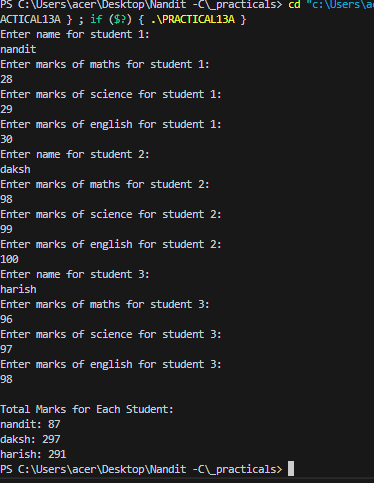 PS C:\Users\acer\Desktop\Nandit -C\_practicals> cd "c:\Users\ac
ACTICAL13A } ; if ($?) { .\PRACTICAL13A }
Enter name for student 1:
nandit
Enter marks of maths for student 1:
28
Enter marks of science for student 1:
29
Enter marks of english for student 1:
30
Enter name for student 2:
daksh
Enter marks of maths for student 2:
98
Enter marks of science for student 2:
99
Enter marks of english for student 2:
100
Enter name for student 3:
harish
Enter marks of maths for student 3:
96
Enter marks of science for student 3:
97
Enter marks of english for student 3:
98
Total Marks for Each Student:
nandit: 87
daksh: 297
harish: 291
PS C:\Users\acer\Desktop\Nandit -C\_practicals>